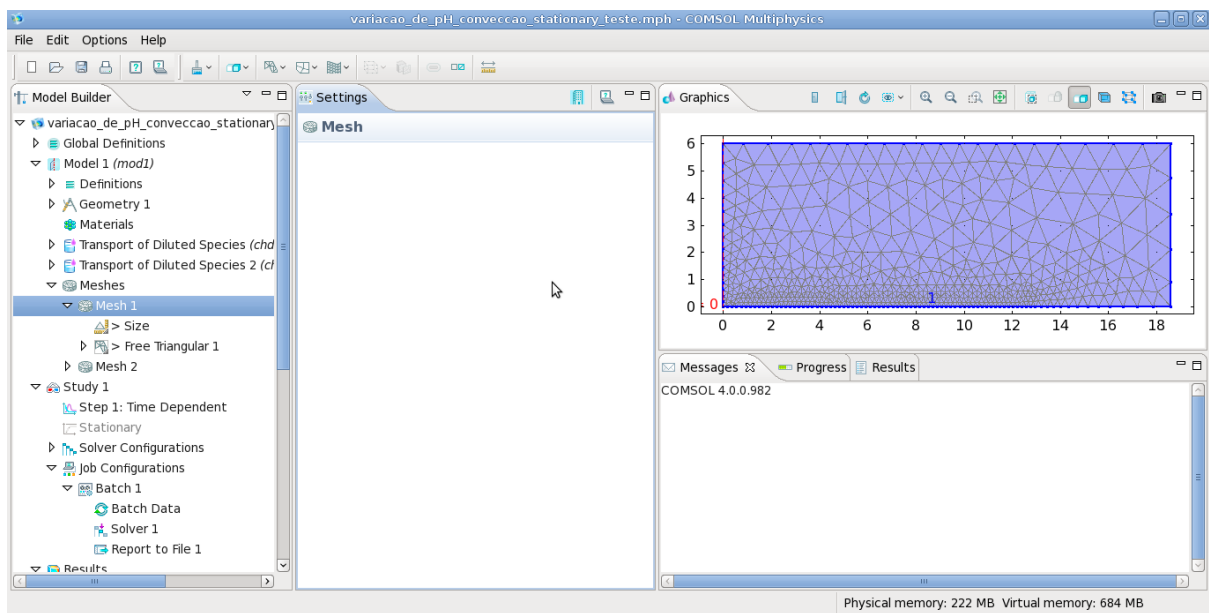 variacao_de_pH_conveccao_stationary_teste.mph - COMSOL Multiphysics
File Edit Options Help
Model Builder
variacao_de_pH_conveccao_stationary
Global Definitions
Model 1 (mod1)
Definitions
Geometry 1
Materials
Transport of Diluted Species (chd
Transport of Diluted Species 2 (ch
Meshes
Mesh 1
> Size
> Free Triangular 1
Mesh 2
Study 1
Step 1: Time Dependent
Stationary
Solver Configurations
Job Configurations
Batch 1
Batch Data
Solver 1
Report to File 1
Results
Settings
Mesh
Graphics
6
5
4
3
2
1
0
0
1
0 2 4 6 8 10 12 14 16 18
Messages Progress Results
COMSOL 4.0.0.982
Physical memory: 222 MB Virtual memory: 684 MB